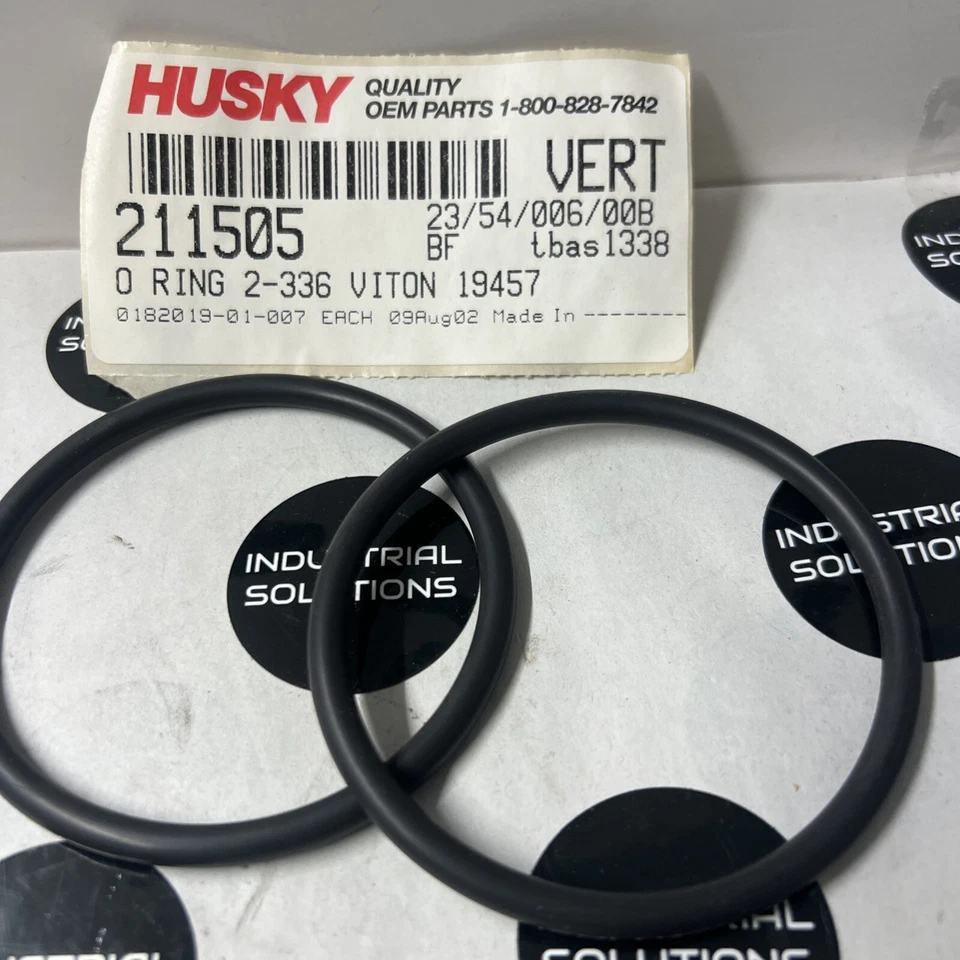 HUSKY QUALITY
OEM PARTS 1-800-828-7842
VERT
211505 23/54/006/00B
BF tbas1338
O RING 2-336 VITON 19457
0182019-01-007 EACH 09Aug02 Made In --------
INDUSTRIAL
SOLUTIONS
INDUSTRIAL
SOLUTIONS
SOLUTIONS